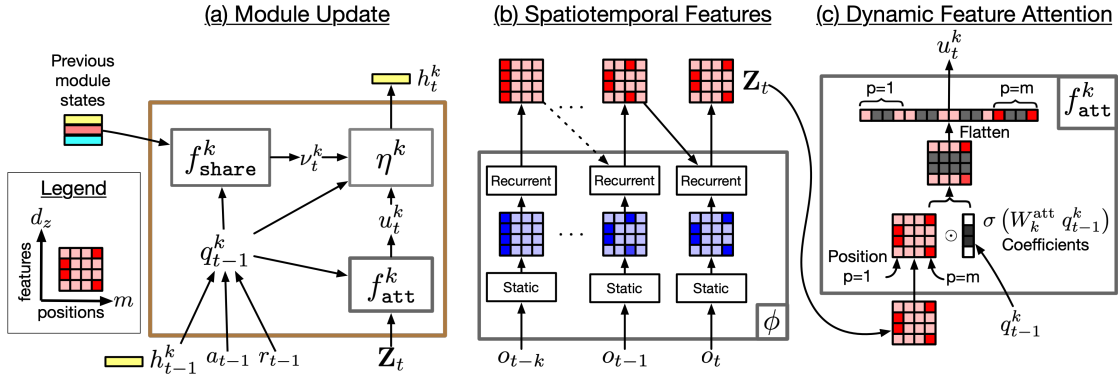 (a) Module Update
Previous
module
states
h_t^k
f_share^k
ν_t^k
η^k
u_t^k
q_{t-1}^k
f_att^k
h_{t-1}^k
a_{t-1}
r_{t-1}
Z_t
Legend
d_z
features
positions
m
(b) Spatiotemporal Features
Z_t
...
Recurrent
Recurrent
Recurrent
...
Static
Static
Static
ϕ
o_{t-k}
o_{t-1}
o_t
(c) Dynamic Feature Attention
u_t^k
p=1
p=m
f_att^k
Flatten
⊙
σ (W_k^att q_{t-1}^k)
Coefficients
Position
p=1
p=m
q_{t-1}^k